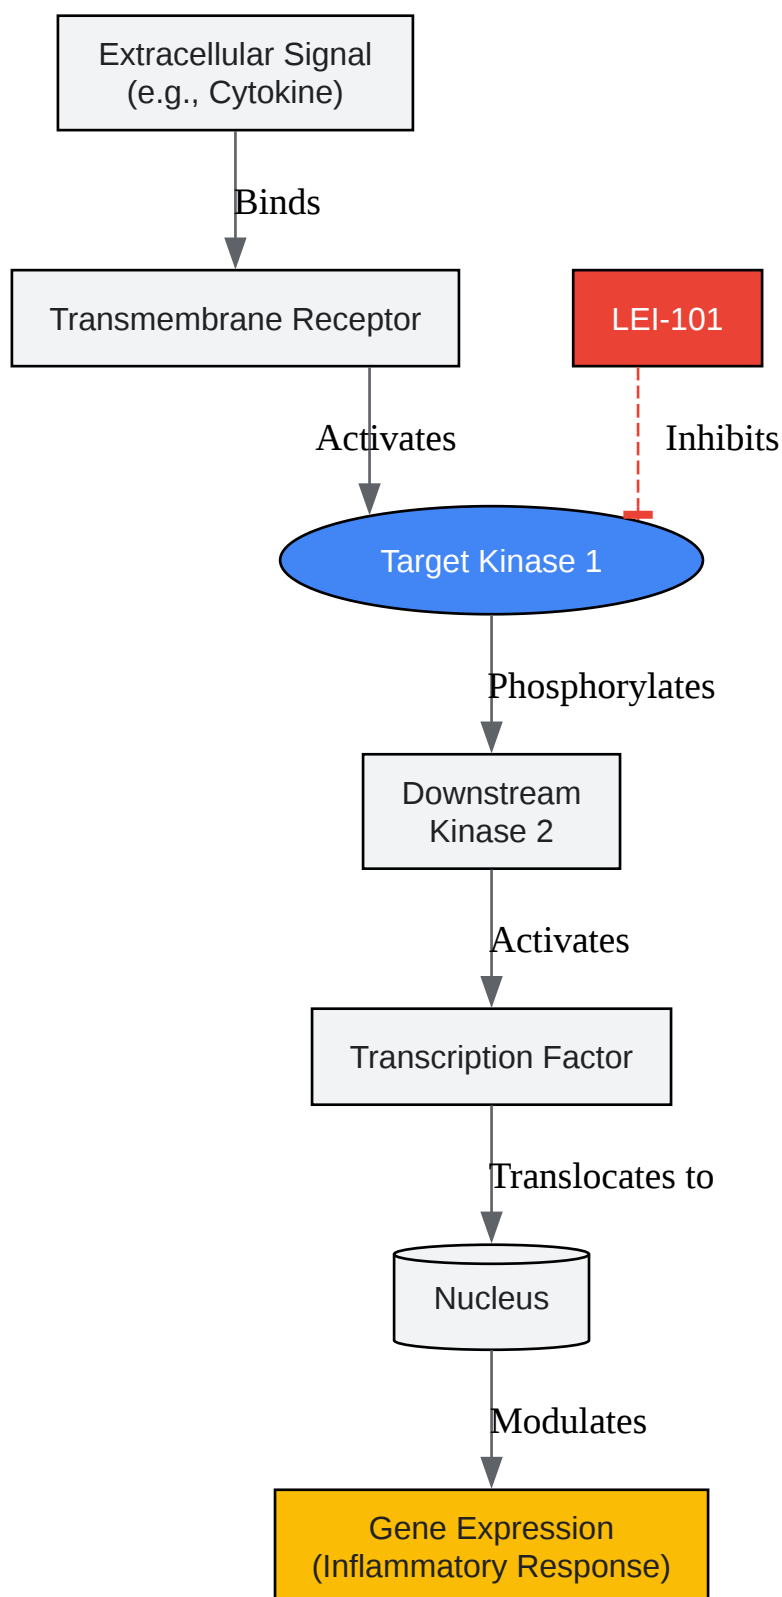 Extracellular Signal
(e.g., Cytokine)
Binds
Transmembrane Receptor
LEI-101
Activates
Inhibits
Target Kinase 1
Phosphorylates
Downstream
Kinase 2
Activates
Transcription Factor
Translocates to
Nucleus
Modulates
Gene Expression
(Inflammatory Response)